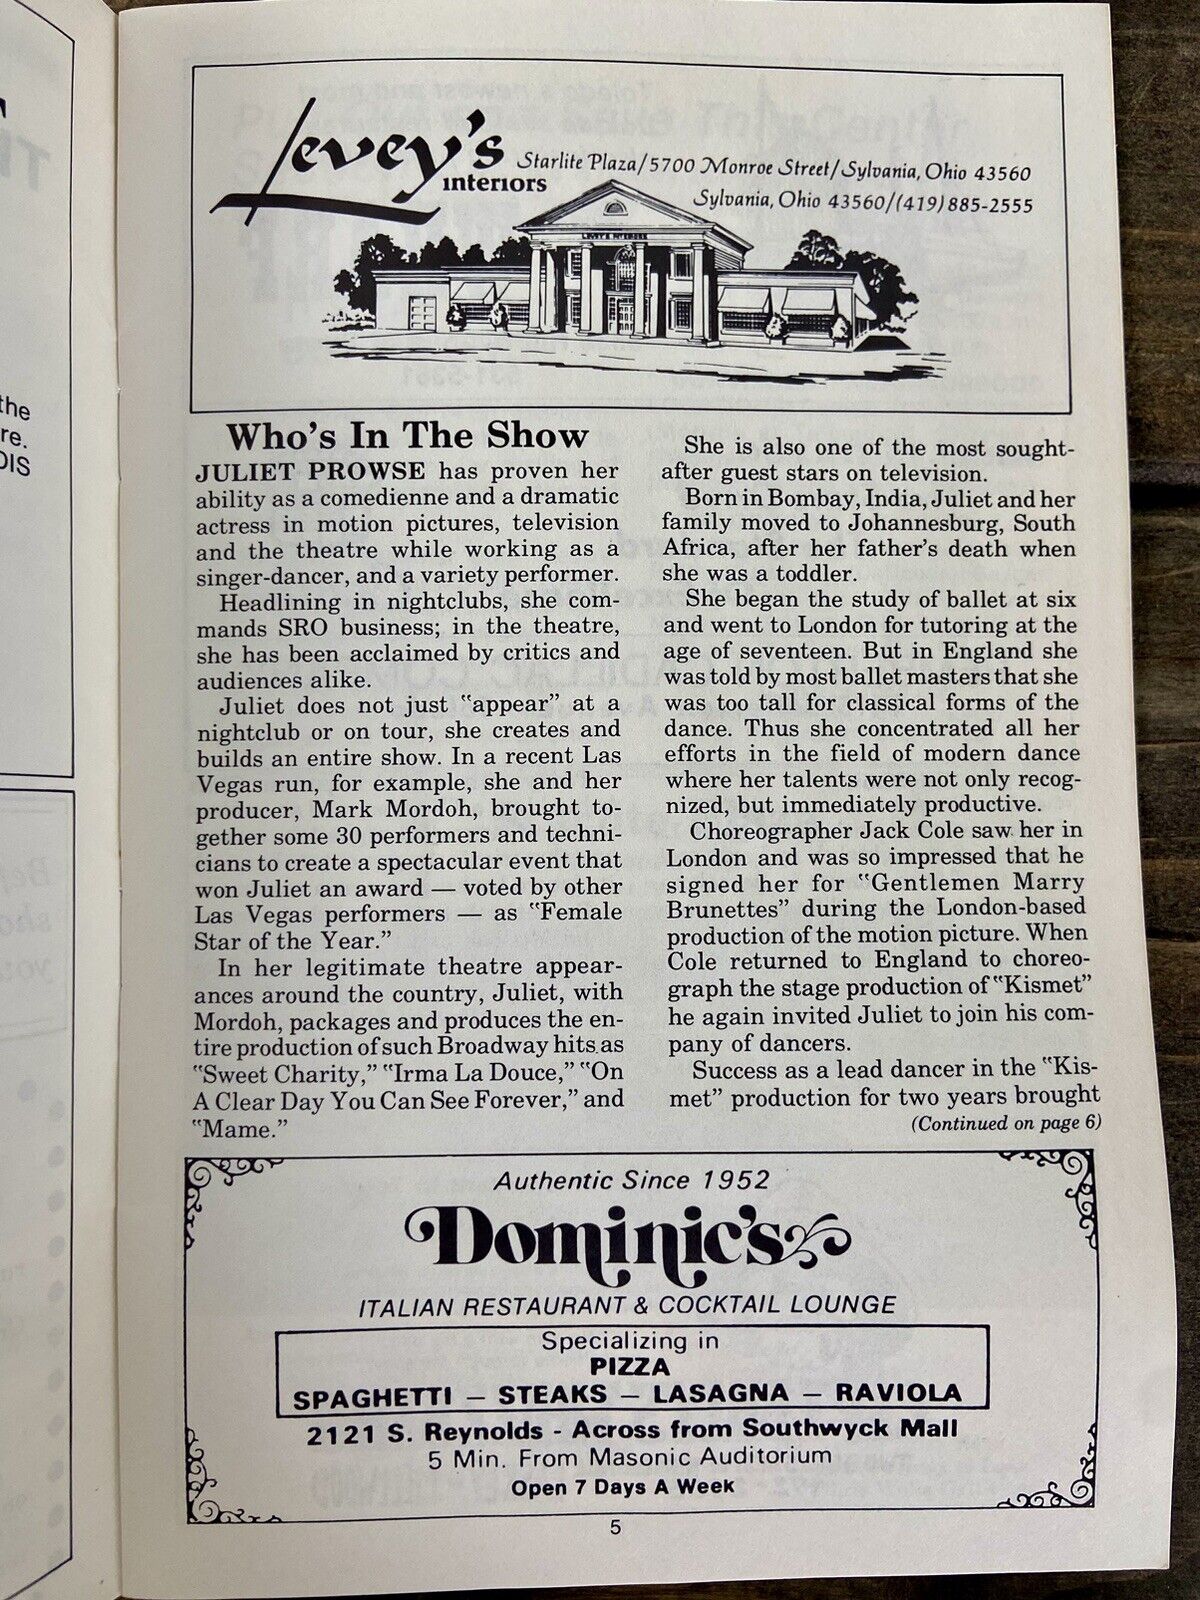 Levey's
interiors
Starlite Plaza/5700 Monroe Street/Sylvania, Ohio 43560
Sylvania, Ohio 43560/(419) 885-2555
LEVEY'S INTERIORS
the
re.
OIS
Who's In The Show
JULIET PROWSE has proven her
ability as a comedienne and a dramatic
actress in motion pictures, television
and the theatre while working as a
singer-dancer, and a variety performer.
Headlining in nightclubs, she com-
mands SRO business; in the theatre,
she has been acclaimed by critics and
audiences alike.
Juliet does not just "appear" at a
nightclub or on tour, she creates and
builds an entire show. In a recent Las
Vegas run, for example, she and her
producer, Mark Mordoh, brought to-
gether some 30 performers and techni-
cians to create a spectacular event that
won Juliet an award — voted by other
Las Vegas performers — as "Female
Star of the Year."
In her legitimate theatre appear-
ances around the country, Juliet, with
Mordoh, packages and produces the en-
tire production of such Broadway hits as
"Sweet Charity," "Irma La Douce," "On
A Clear Day You Can See Forever," and
"Mame."
She is also one of the most sought-
after guest stars on television.
Born in Bombay, India, Juliet and her
family moved to Johannesburg, South
Africa, after her father's death when
she was a toddler.
She began the study of ballet at six
and went to London for tutoring at the
age of seventeen. But in England she
was told by most ballet masters that she
was too tall for classical forms of the
dance. Thus she concentrated all her
efforts in the field of modern dance
where her talents were not only recog-
nized, but immediately productive.
Choreographer Jack Cole saw her in
London and was so impressed that he
signed her for "Gentlemen Marry
Brunettes" during the London-based
production of the motion picture. When
Cole returned to England to choreo-
graph the stage production of "Kismet"
he again invited Juliet to join his com-
pany of dancers.
Success as a lead dancer in the "Kis-
met" production for two years brought
(Continued on page 6)
Authentic Since 1952
Dominic's
ITALIAN RESTAURANT & COCKTAIL LOUNGE
Specializing in
PIZZA
SPAGHETTI — STEAKS — LASAGNA — RAVIOLA
2121 S. Reynolds - Across from Southwyck Mall
5 Min. From Masonic Auditorium
Open 7 Days A Week
5